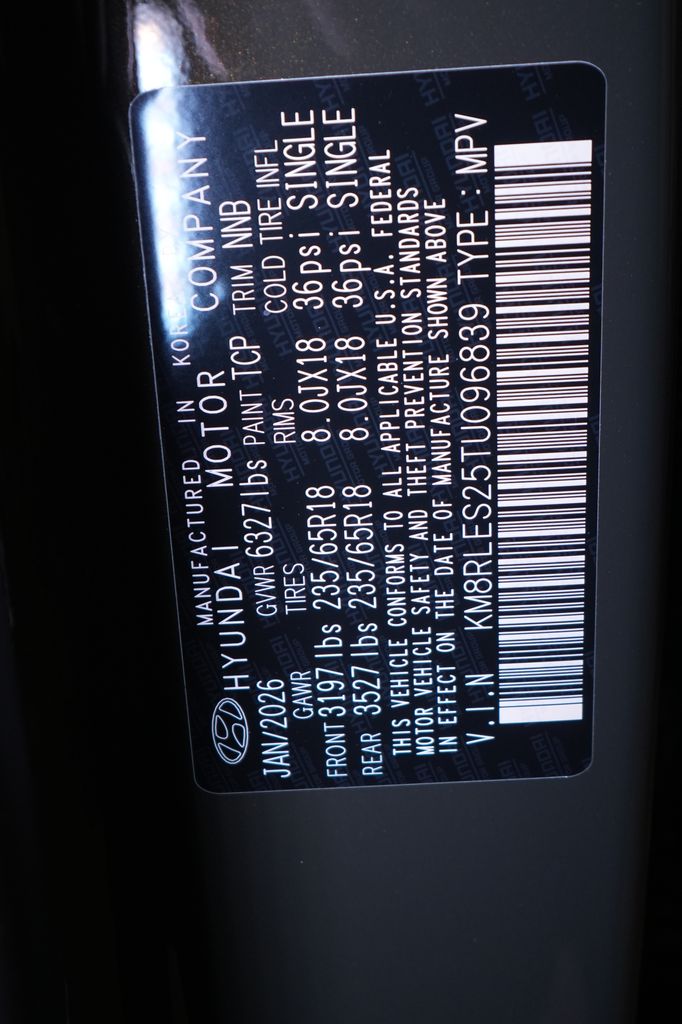 MANUFACTURED IN KOREA
HYUNDAI MOTOR COMPANY
JAN/2026 GVWR 6327lbs PAINT TCP TRIM NNB
GAWR TIRES RIMS COLD TIRE INFL
FRONT 3197lbs 235/65R18 8.0JX18 36psi SINGLE
REAR 3527lbs 235/65R18 8.0JX18 36psi SINGLE
THIS VEHICLE CONFORMS TO ALL APPLICABLE U.S.A. FEDERAL
MOTOR VEHICLE SAFETY AND THEFT PREVENTION STANDARDS
IN EFFECT ON THE DATE OF MANUFACTURE SHOWN ABOVE
V.I.N KM8RLES25TU096839 TYPE : MPV